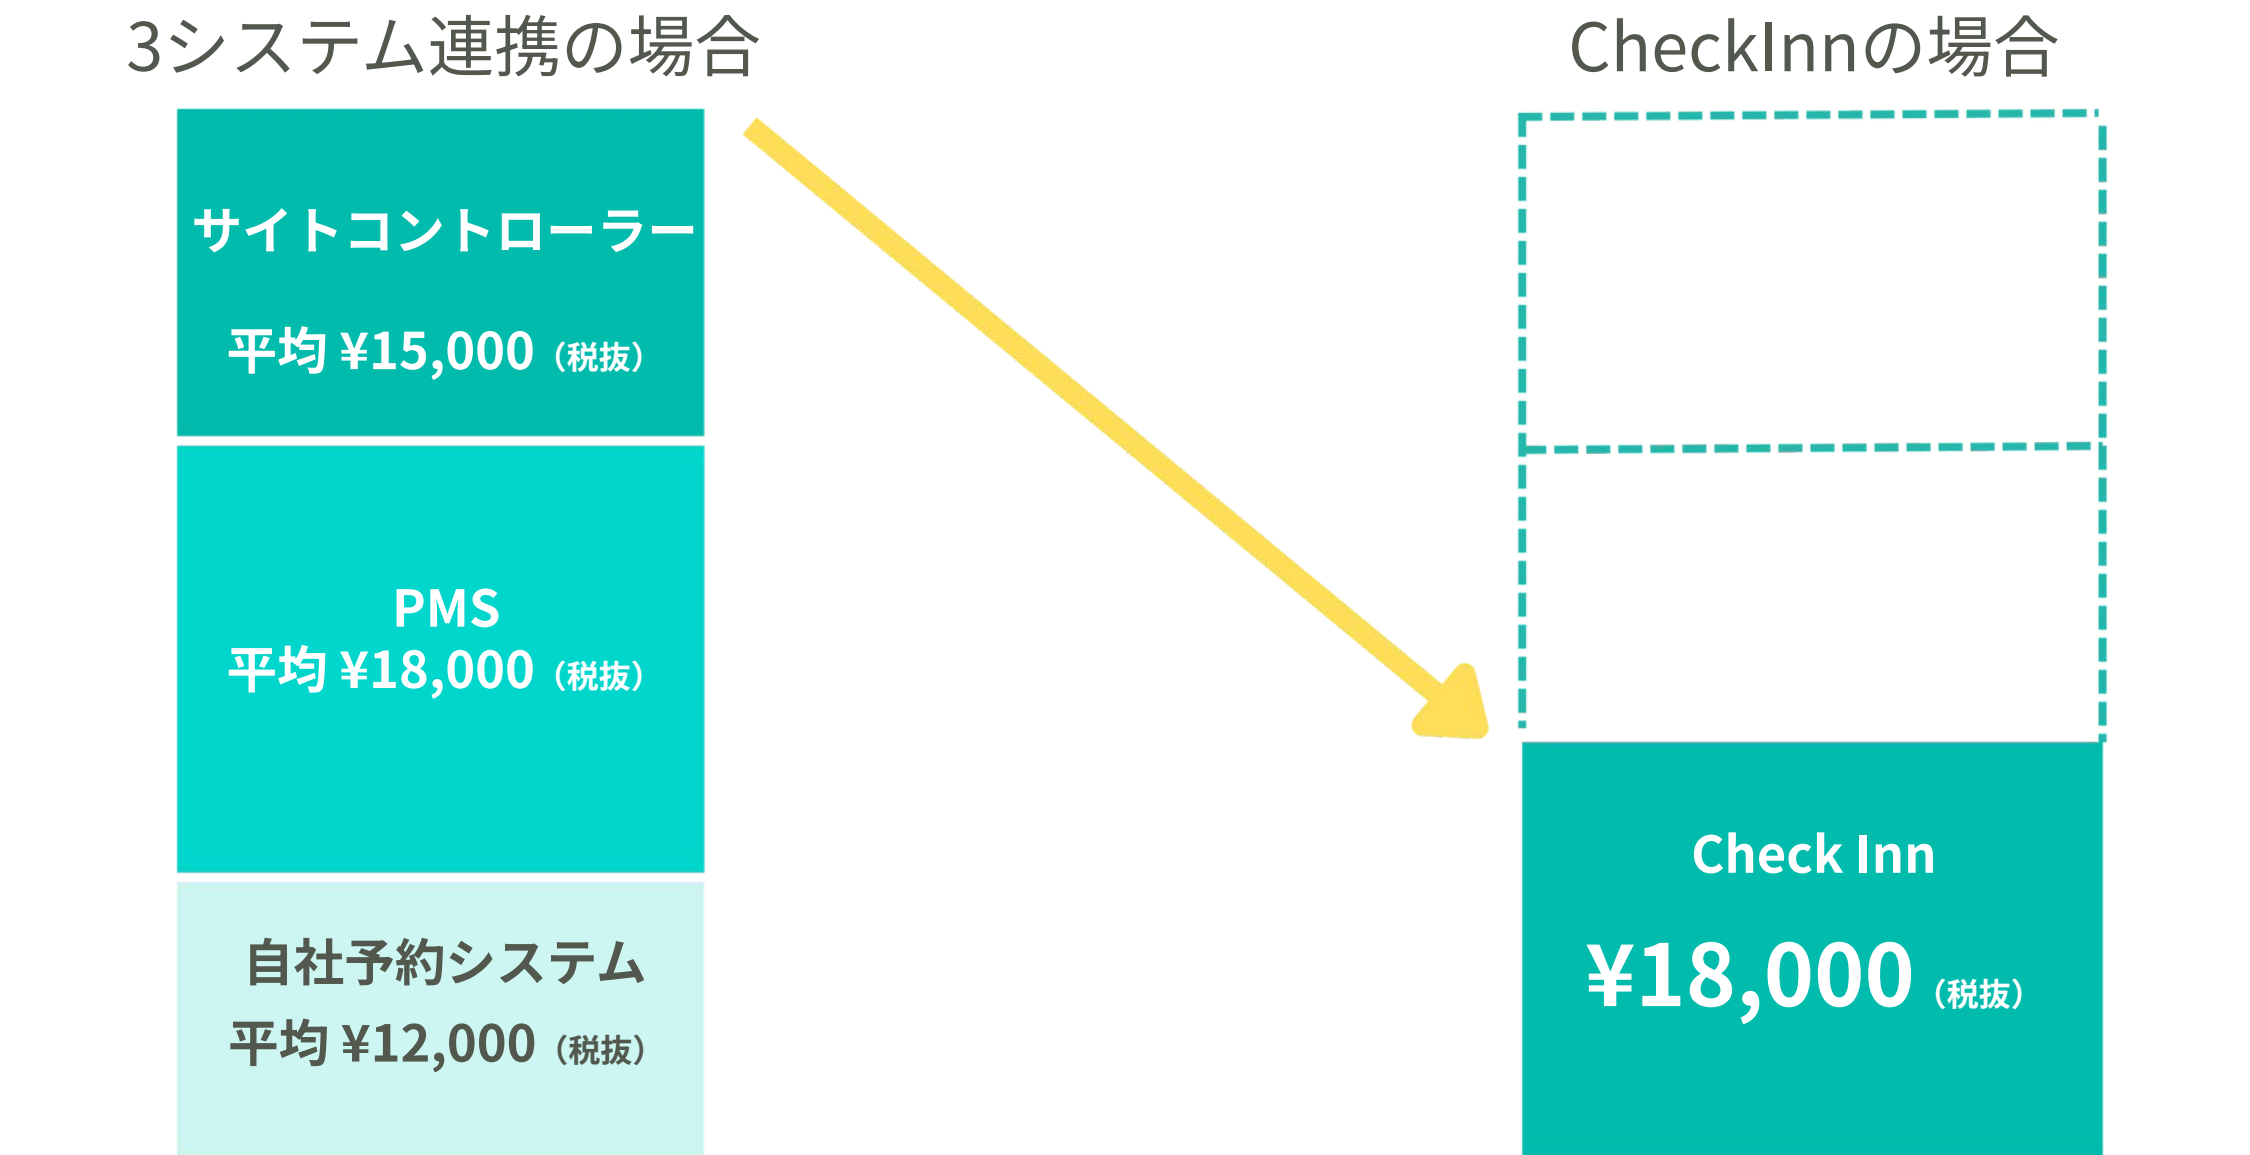 3システム連携の場合
サイトコントローラー
平均 ¥15,000（税抜）
PMS
平均 ¥18,000（税抜）
自社予約システム
平均 ¥12,000（税抜）
CheckInnの場合
Check Inn
¥18,000（税抜）